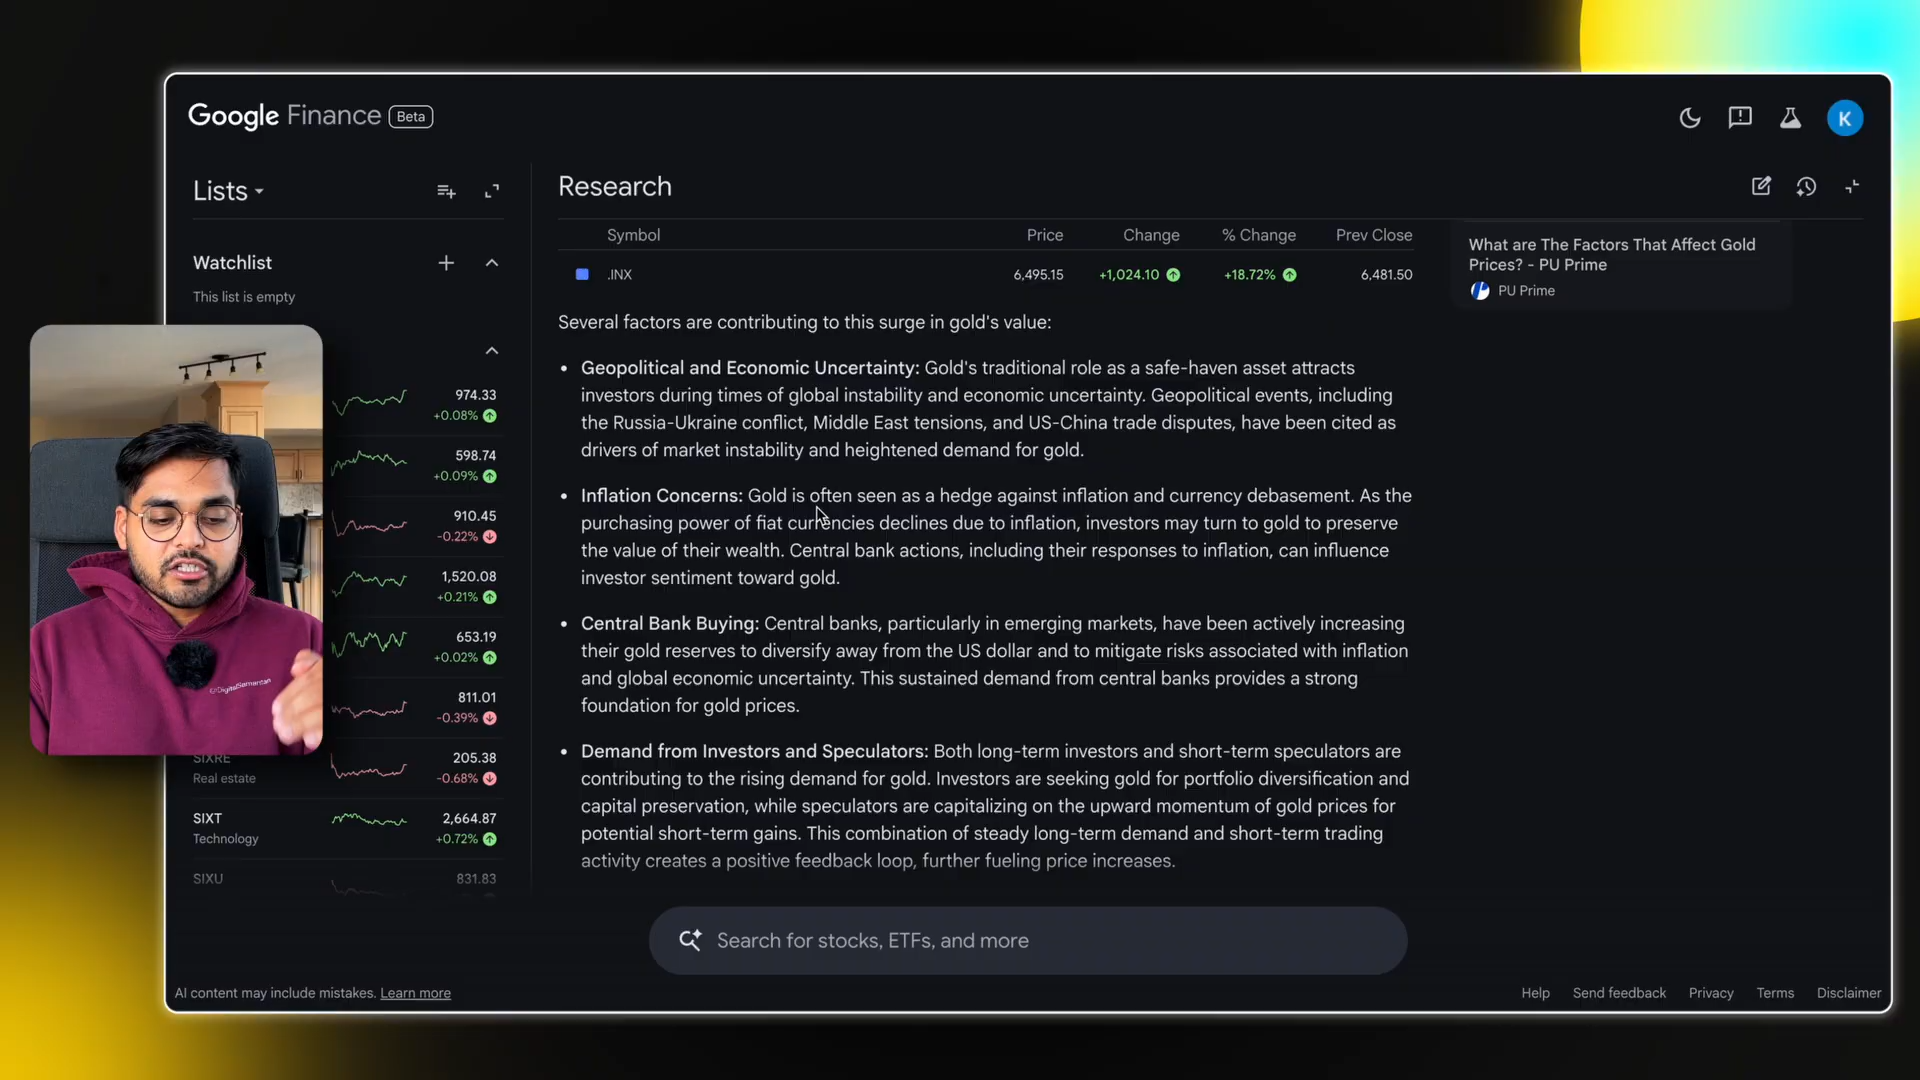 Google Finance Beta
K
Lists
Research
Symbol Price Change % Change Prev Close
.INX 6,495.15 +1,024.10 +18.72% 6,481.50
What are The Factors That Affect Gold
Prices? - PU Prime
PU Prime
Watchlist
This list is empty
974.33
+0.08%
598.74
+0.09%
910.45
-0.22%
1,520.08
+0.21%
653.19
+0.02%
811.01
-0.39%
SIXRE 205.38
Real estate -0.68%
SIXT 2,664.87
Technology +0.72%
SIXU 831.83
Several factors are contributing to this surge in gold's value:
• Geopolitical and Economic Uncertainty: Gold's traditional role as a safe-haven asset attracts
investors during times of global instability and economic uncertainty. Geopolitical events, including
the Russia-Ukraine conflict, Middle East tensions, and US-China trade disputes, have been cited as
drivers of market instability and heightened demand for gold.
• Inflation Concerns: Gold is often seen as a hedge against inflation and currency debasement. As the
purchasing power of fiat currencies declines due to inflation, investors may turn to gold to preserve
the value of their wealth. Central bank actions, including their responses to inflation, can influence
investor sentiment toward gold.
• Central Bank Buying: Central banks, particularly in emerging markets, have been actively increasing
their gold reserves to diversify away from the US dollar and to mitigate risks associated with inflation
and global economic uncertainty. This sustained demand from central banks provides a strong
foundation for gold prices.
• Demand from Investors and Speculators: Both long-term investors and short-term speculators are
contributing to the rising demand for gold. Investors are seeking gold for portfolio diversification and
capital preservation, while speculators are capitalizing on the upward momentum of gold prices for
potential short-term gains. This combination of steady long-term demand and short-term trading
activity creates a positive feedback loop, further fueling price increases.
Search for stocks, ETFs, and more
AI content may include mistakes. Learn more
Help Send feedback Privacy Terms Disclaimer